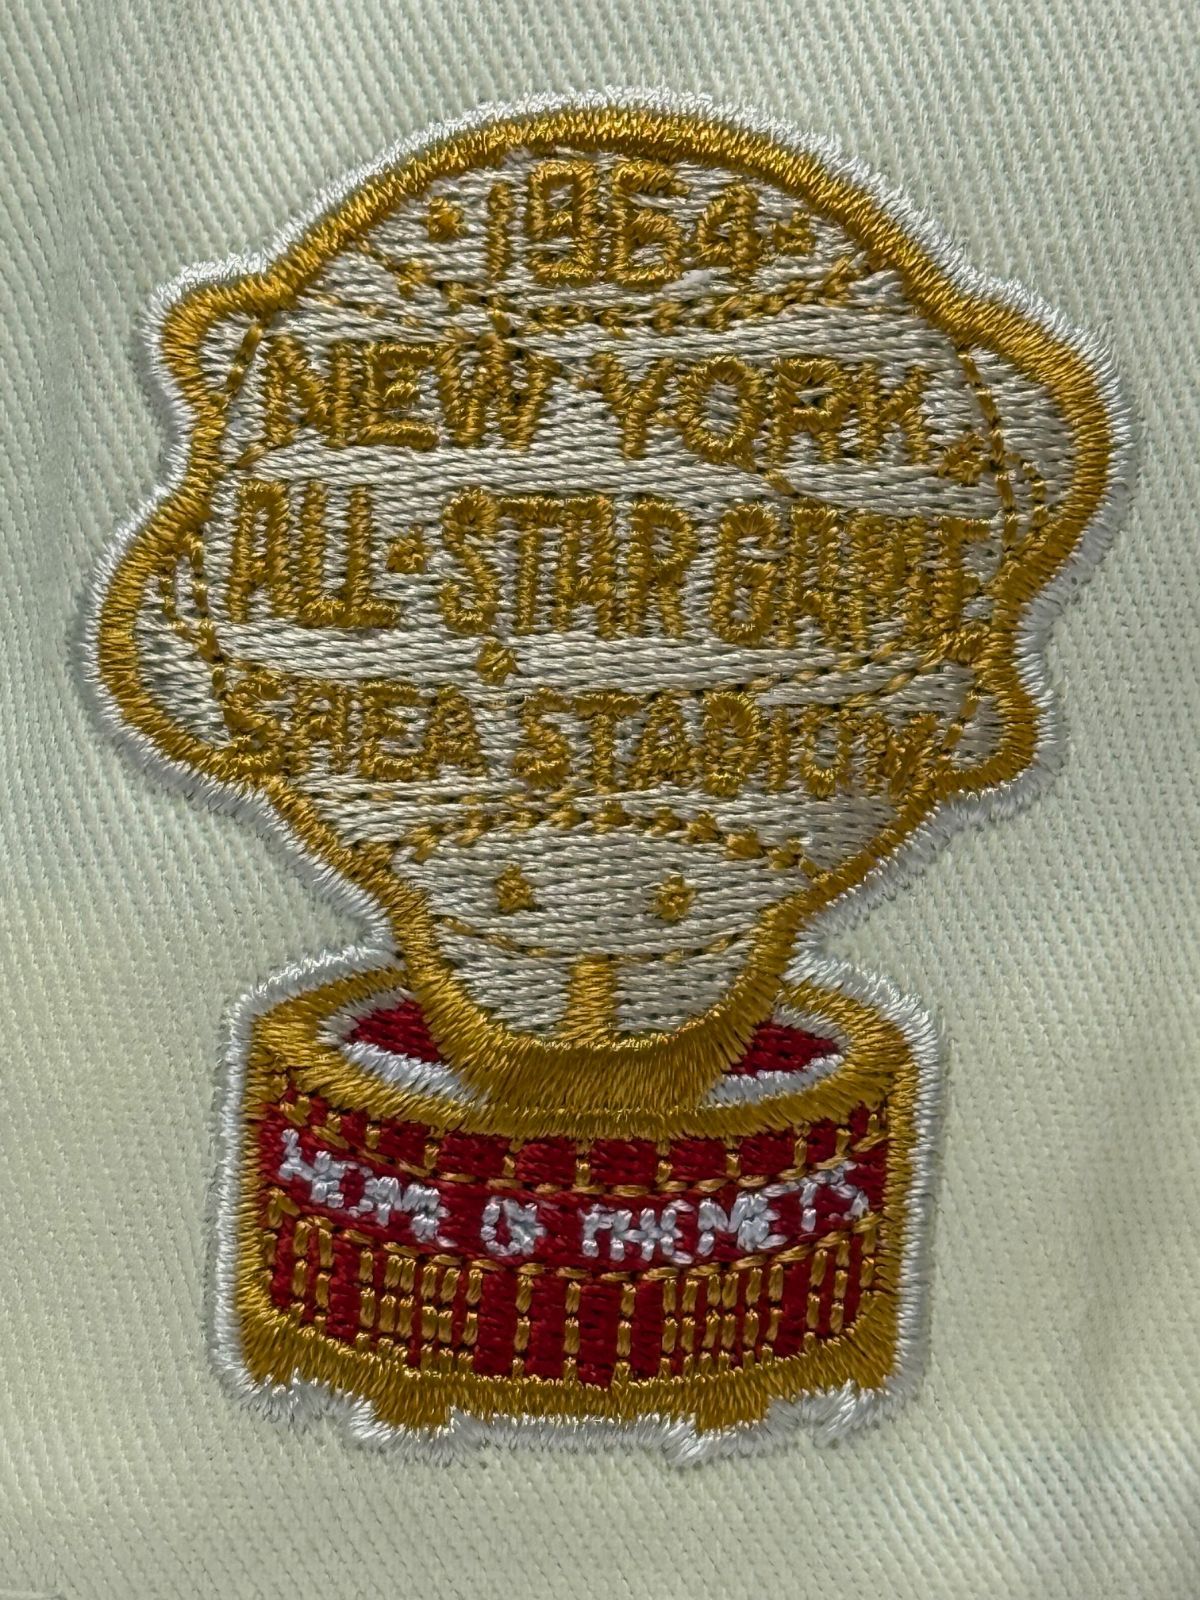 ·1964·
NEW YORK
ALL·STAR GAME
SHEA STADIUM
HOME OF THE METS